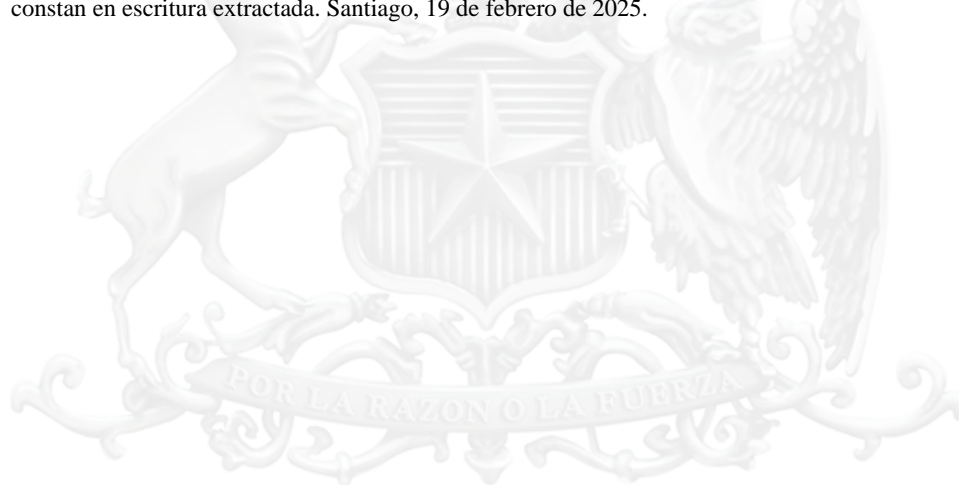 constan en escritura extractada. Santiago, 19 de febrero de 2025.
POR LA RAZON O LA FUERZA